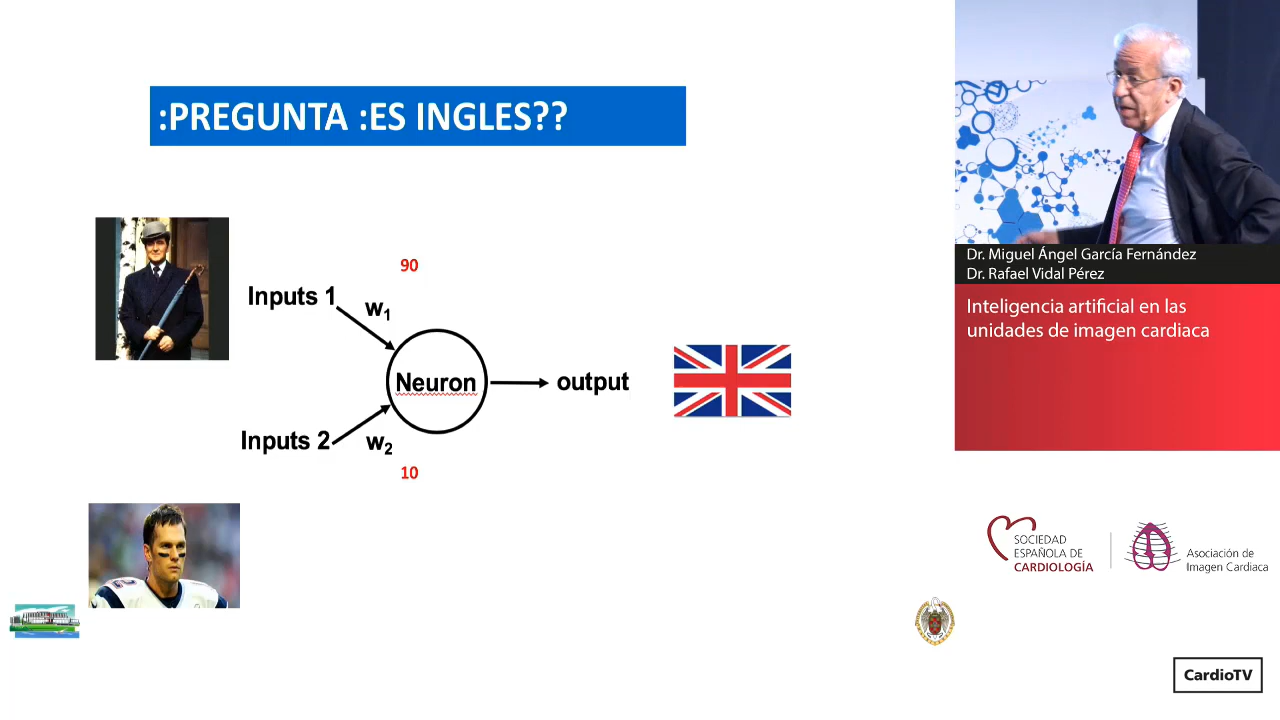 :PREGUNTA :ES INGLES??
90
Inputs 1
w1
Neuron
output
Inputs 2
w2
10
Dr. Miguel Ángel García Fernández
Dr. Rafael Vidal Pérez
Inteligencia artificial en las
unidades de imagen cardiaca
SOCIEDAD
ESPAÑOLA DE
CARDIOLOGÍA
Asociación de
Imagen Cardiaca
CardioTV